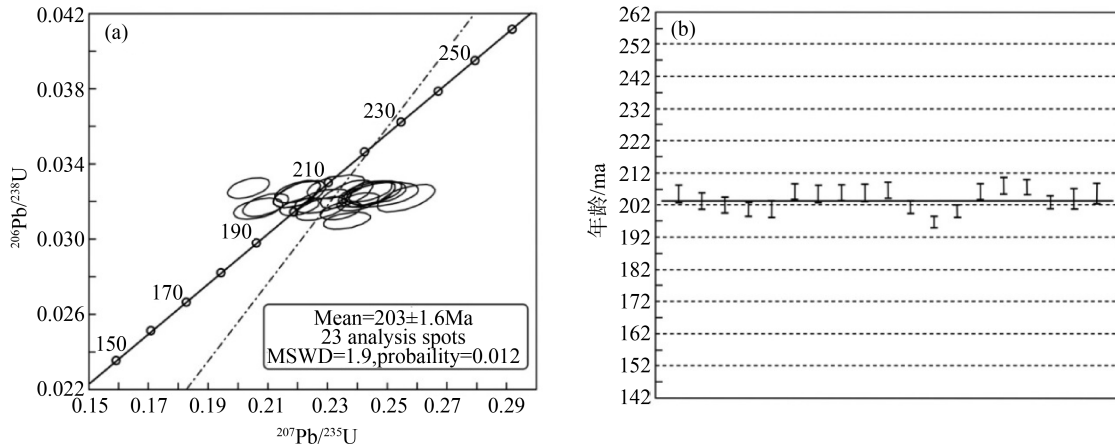 (a)
0.042
0.038
0.034
0.030
0.026
0.022
²⁰⁶Pb/²³⁸U
250
230
210
190
170
150
Mean=203±1.6Ma
23 analysis spots
MSWD=1.9,probaility=0.012
0.15 0.17 0.19 0.21 0.23 0.25 0.27 0.29
²⁰⁷Pb/²³⁵U
(b)
262
252
242
232
222
212
202
192
182
172
162
152
142
年龄/ma